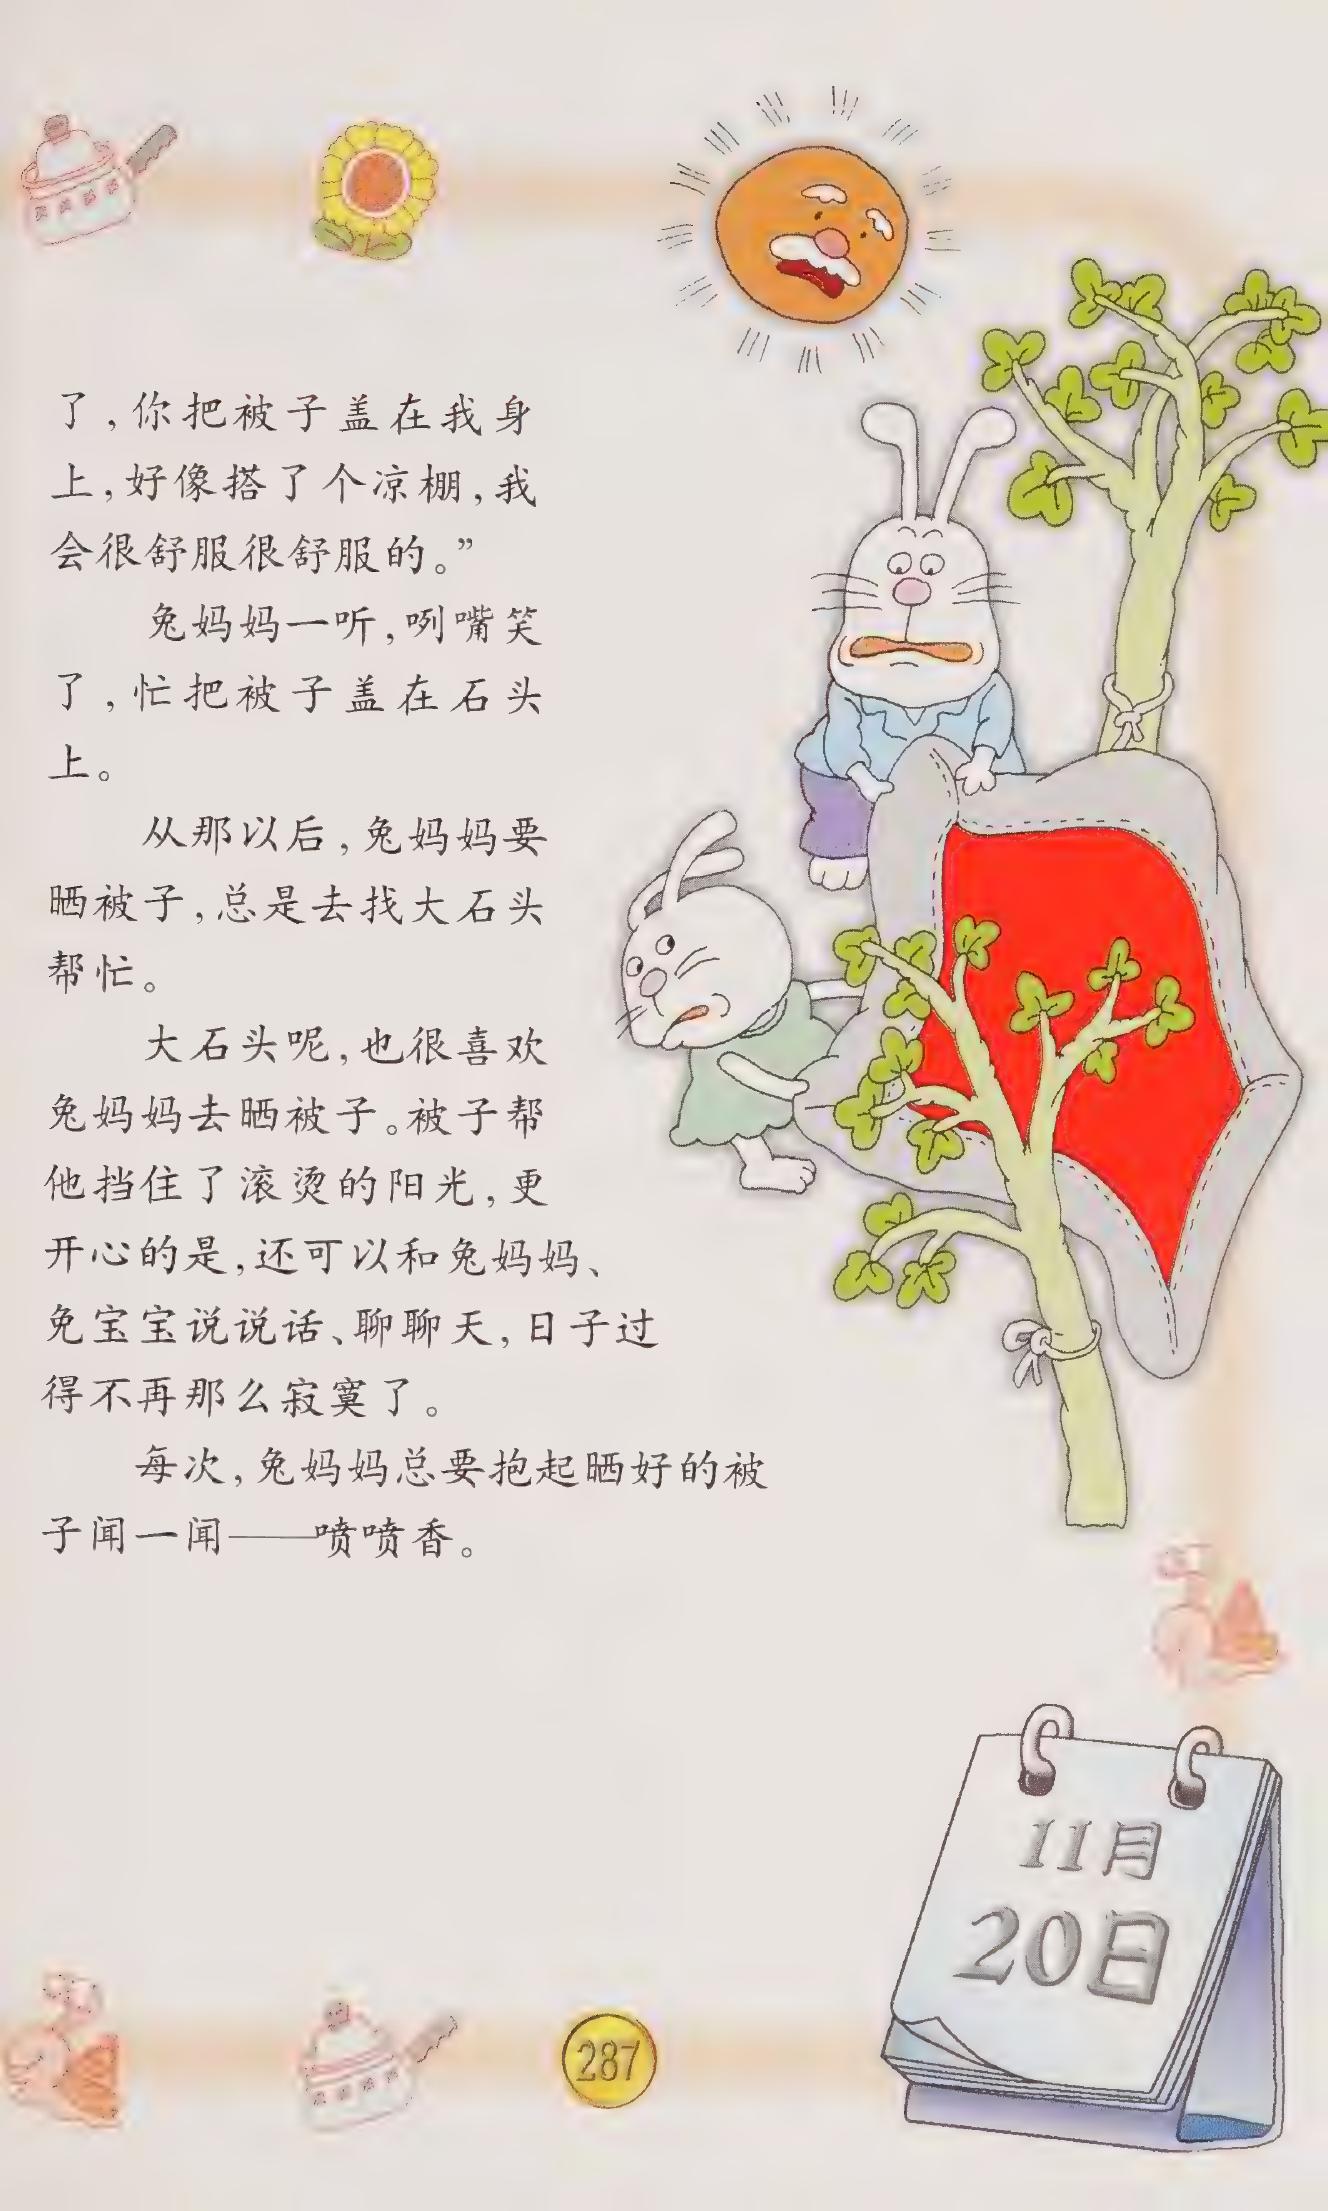 了，你把被子盖在我身
上，好像搭了个凉棚，我
会很舒服很舒服的。”
兔妈妈一听，咧嘴笑
了，忙把被子盖在石头
上。
从那以后，兔妈妈要
晒被子，总是去找大石头
帮忙。
大石头呢，也很喜欢
兔妈妈去晒被子。被子帮
他挡住了滚烫的阳光，更
开心的是，还可以和兔妈妈、
兔宝宝说说话、聊聊天，日子过
得不再那么寂寞了。
每次，兔妈妈总要抱起晒好的被
子闻一闻——喷喷香。
11月
20日
287